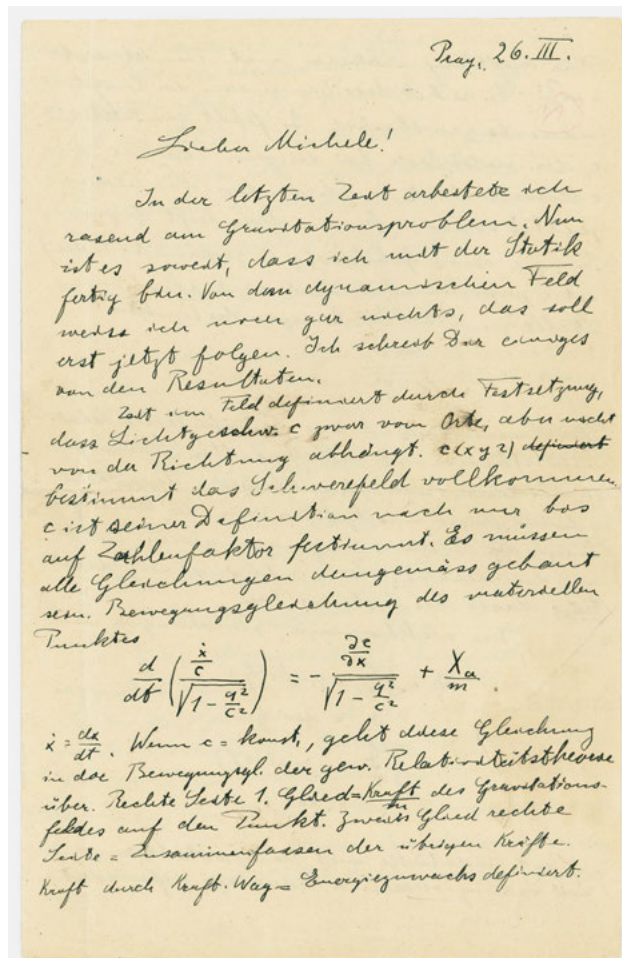 Prag, 26. III.
Lieber Michele!
In der letzten Zeit arbeitete ich
rasend am Gravitationsproblem. Nun
ist es soweit, dass ich mit der Statik
fertig bin. Von dem dynamischen Feld
weiss ich noch gar nichts, das soll
erst jetzt folgen. Ich schreib Dir einiges
von den Resultaten.
Zeit im Feld definiert durch Festsetzung,
dass Lichtgeschw. c zwar vom Orte, aber nicht
von der Richtung abhängt. c(xyz) definiert
bestimmt das Schwerefeld vollkommen.
c ist seiner Definition nach nur bis
auf Zahlenfaktor bestimmt. Es müssen
alle Gleichungen demgemäss gebaut
sein. Bewegungsgleichung des materiellen
Punktes
d/dt ( (ẋ/c) / √(1 - q²/c²) ) = - (∂c/∂x) / √(1 - q²/c²) + X_a/m .
ẋ = dx/dt . Wenn c = konst, geht diese Gleichung
in die Bewegungsgl. der gew. Relativitätstheorie
über. Rechte Seite 1. Glied = Kraft/m des Gravitations-
feldes auf den Punkt. Zweites Glied rechte
Seite = Zusammenfassen der übrigen Kräfte.
Kraft durch Kraft. Weg = Energiezuwachs definiert.